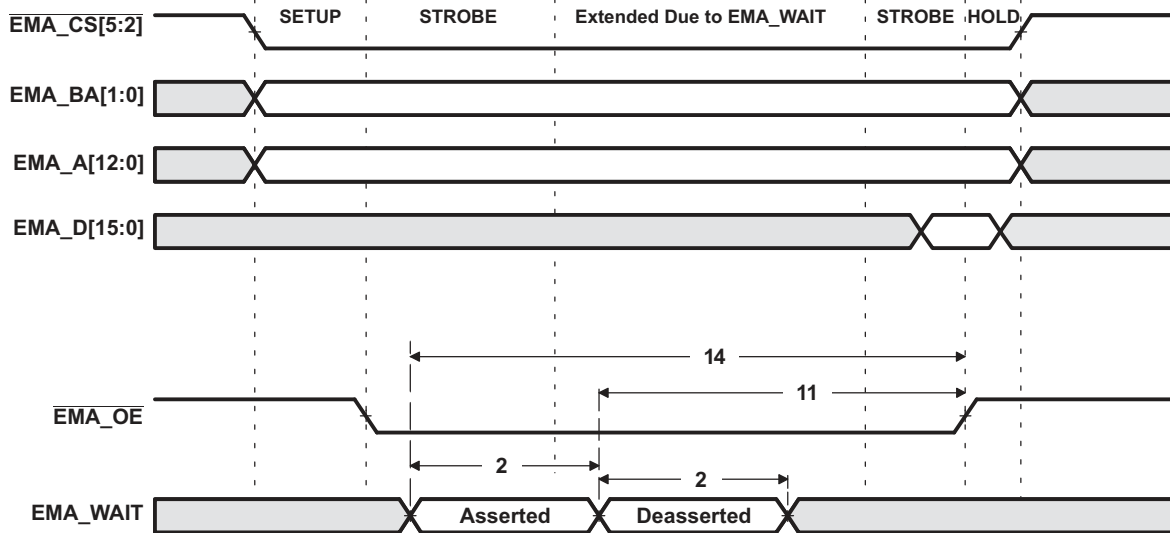 SETUP STROBE Extended Due to EMA_WAIT STROBE HOLD
EMA_CS[5:2]
EMA_BA[1:0]
EMA_A[12:0]
EMA_D[15:0]
14
11
EMA_OE
2
2
EMA_WAIT Asserted Deasserted